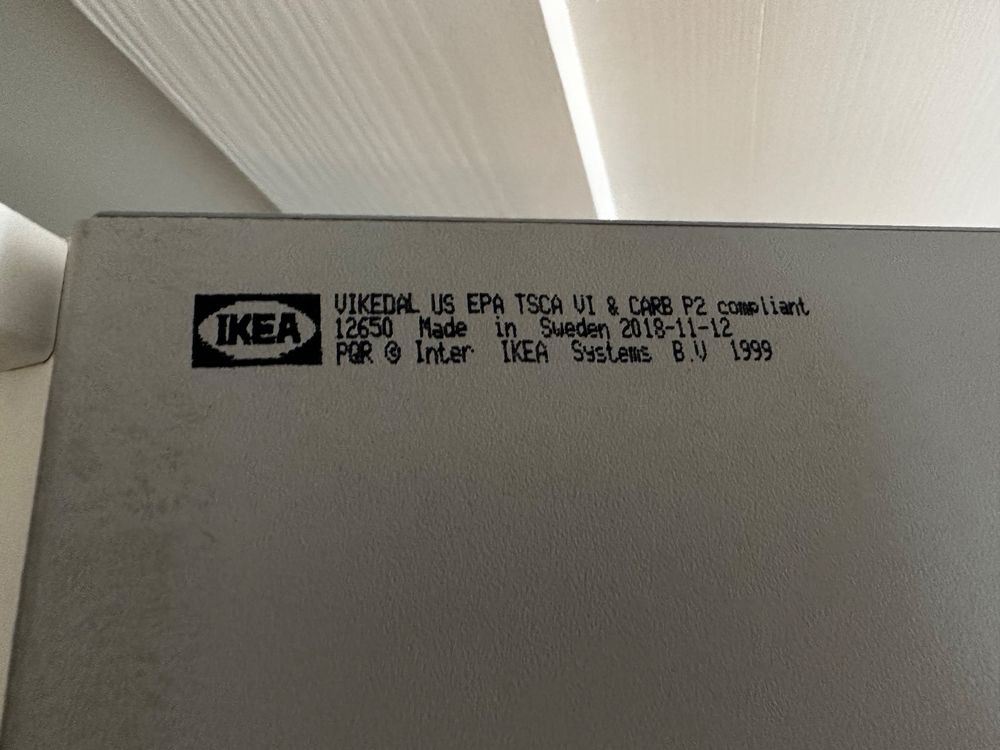 IKEA
VIKEDAL US EPA TSCA VI & CARB P2 compliant
12650 Made in Sweden 2018-11-12
PQR © Inter IKEA Systems B.V 1999